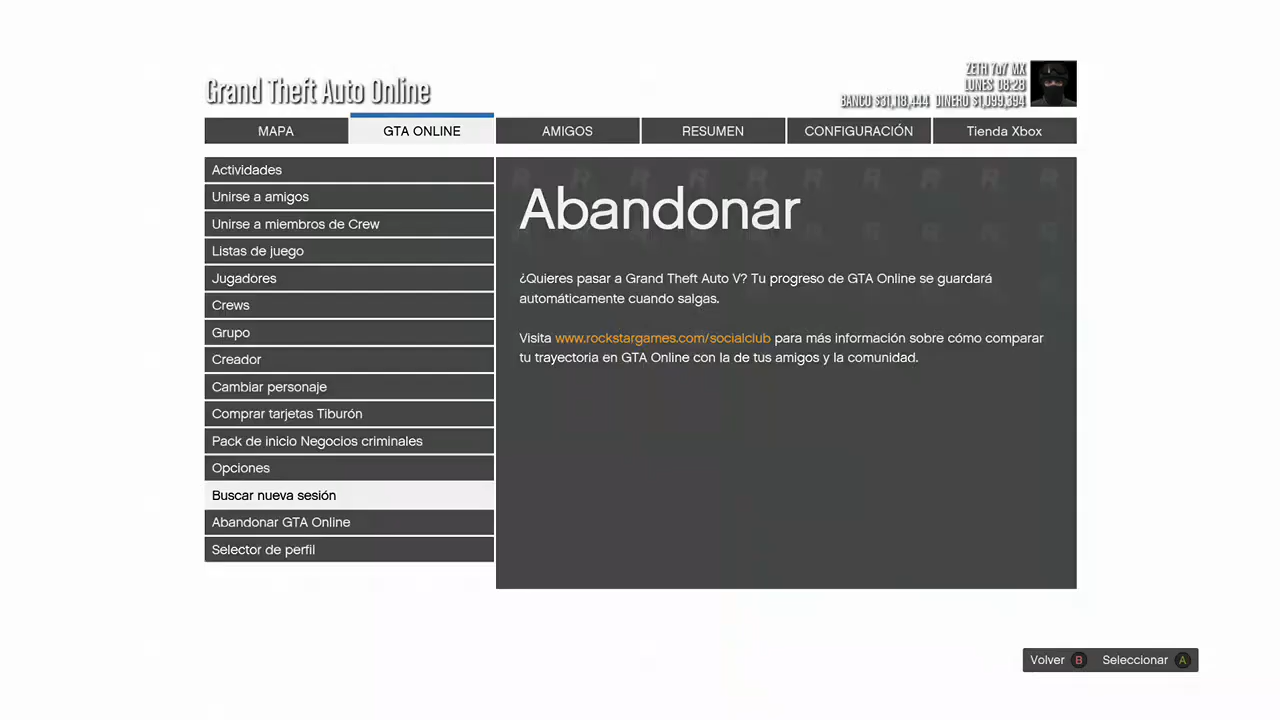 Grand Theft Auto Online
ZETH 7u7 MX
LUNES 08:28
BANCO $31,118,444 DINERO $1,099,394
MAPA
GTA ONLINE
AMIGOS
RESUMEN
CONFIGURACIÓN
Tienda Xbox
Actividades
Unirse a amigos
Unirse a miembros de Crew
Listas de juego
Jugadores
Crews
Grupo
Creador
Cambiar personaje
Comprar tarjetas Tiburón
Pack de inicio Negocios criminales
Opciones
Buscar nueva sesión
Abandonar GTA Online
Selector de perfil
Abandonar
¿Quieres pasar a Grand Theft Auto V? Tu progreso de GTA Online se guardará
automáticamente cuando salgas.
Visita www.rockstargames.com/socialclub para más información sobre cómo comparar
tu trayectoria en GTA Online con la de tus amigos y la comunidad.
Volver B Seleccionar A